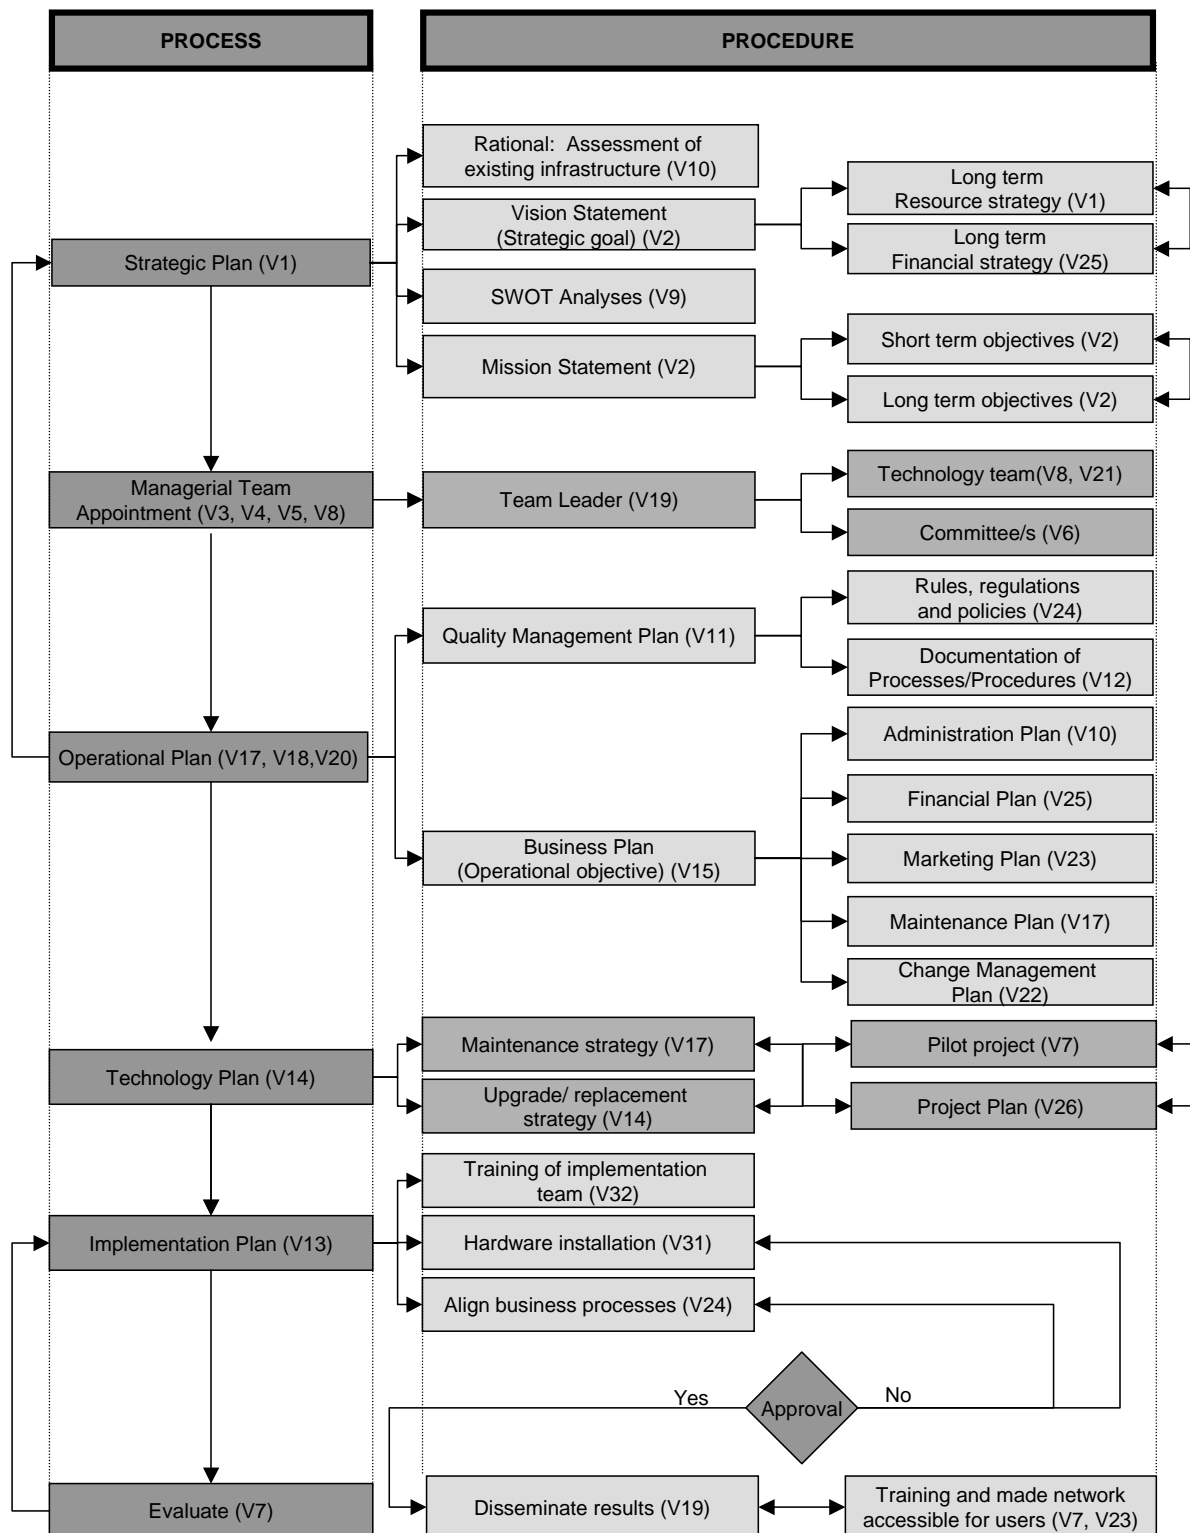 PROCESS
PROCEDURE
Rational:  Assessment of
existing infrastructure (V10)
Vision Statement
(Strategic goal) (V2)
Long term
Resource strategy (V1)
Long term
Financial strategy (V25)
Strategic Plan (V1)
SWOT Analyses (V9)
Mission Statement (V2)
Short term objectives (V2)
Long term objectives (V2)
Managerial Team
Appointment (V3, V4, V5, V8)
Team Leader (V19)
Technology team(V8, V21)
Committee/s (V6)
Quality Management Plan (V11)
Rules, regulations
and policies (V24)
Documentation of
Processes/Procedures (V12)
Operational Plan (V17, V18,V20)
Administration Plan (V10)
Financial Plan (V25)
Business Plan
(Operational objective) (V15)
Marketing Plan (V23)
Maintenance Plan (V17)
Change Management
Plan (V22)
Technology Plan (V14)
Maintenance strategy (V17)
Pilot project (V7)
Upgrade/ replacement
strategy (V14)
Project Plan (V26)
Training of implementation
team (V32)
Implementation Plan (V13)
Hardware installation (V31)
Align business processes (V24)
Yes
Approval
No
Evaluate (V7)
Disseminate results (V19)
Training and made network
accessible for users (V7, V23)